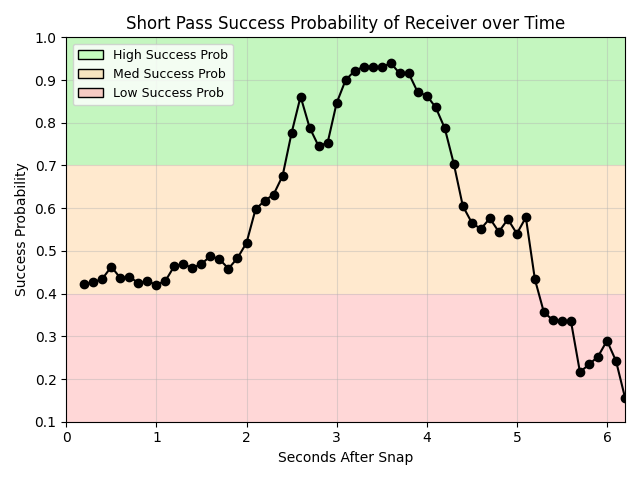 Short Pass Success Probability of Receiver over Time
High Success Prob
Med Success Prob
Low Success Prob
Success Probability
1.0
0.9
0.8
0.7
0.6
0.5
0.4
0.3
0.2
0.1
0 1 2 3 4 5 6
Seconds After Snap